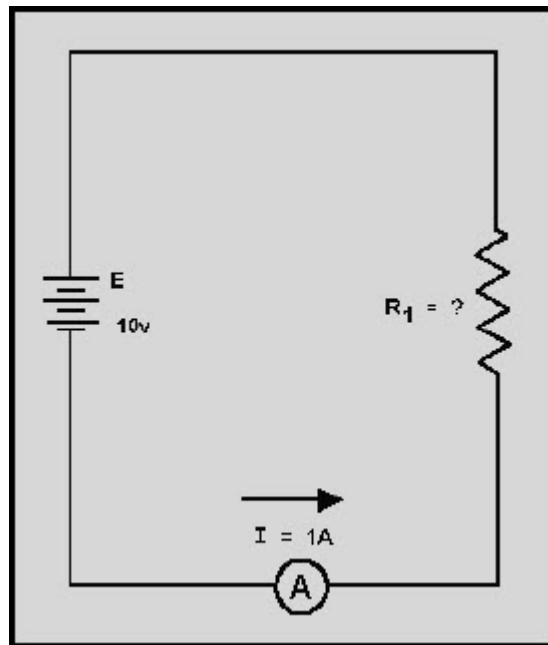 E
10v
R1 = ?
I = 1A
A